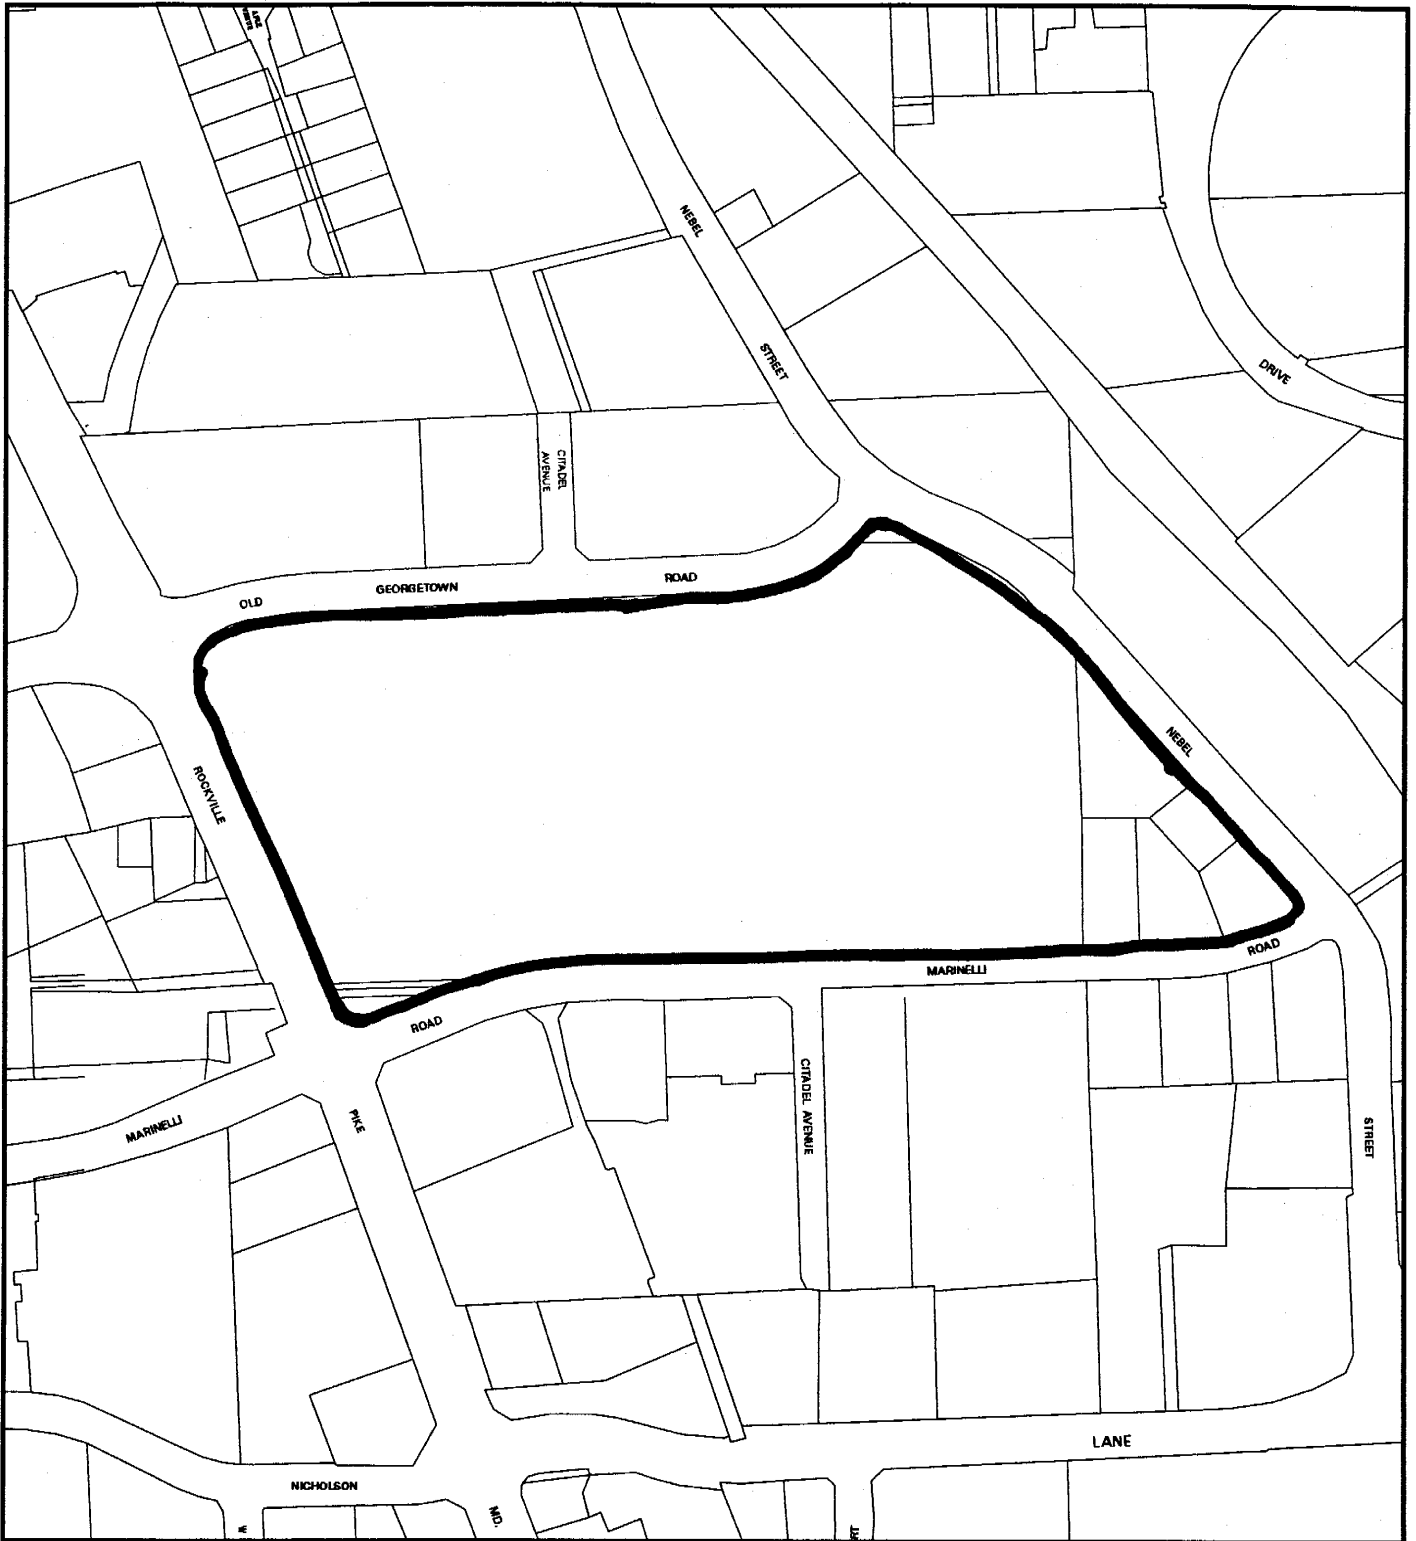 NEBEL
STREET
DRIVE
CITADEL
AVENUE
OLD
GEORGETOWN
ROAD
ROCKVILLE
NEBEL
MARINELLI
ROAD
ROAD
MARINELLI
PIKE
CITADEL AVENUE
STREET
LANE
NICHOLSON
MD.
W